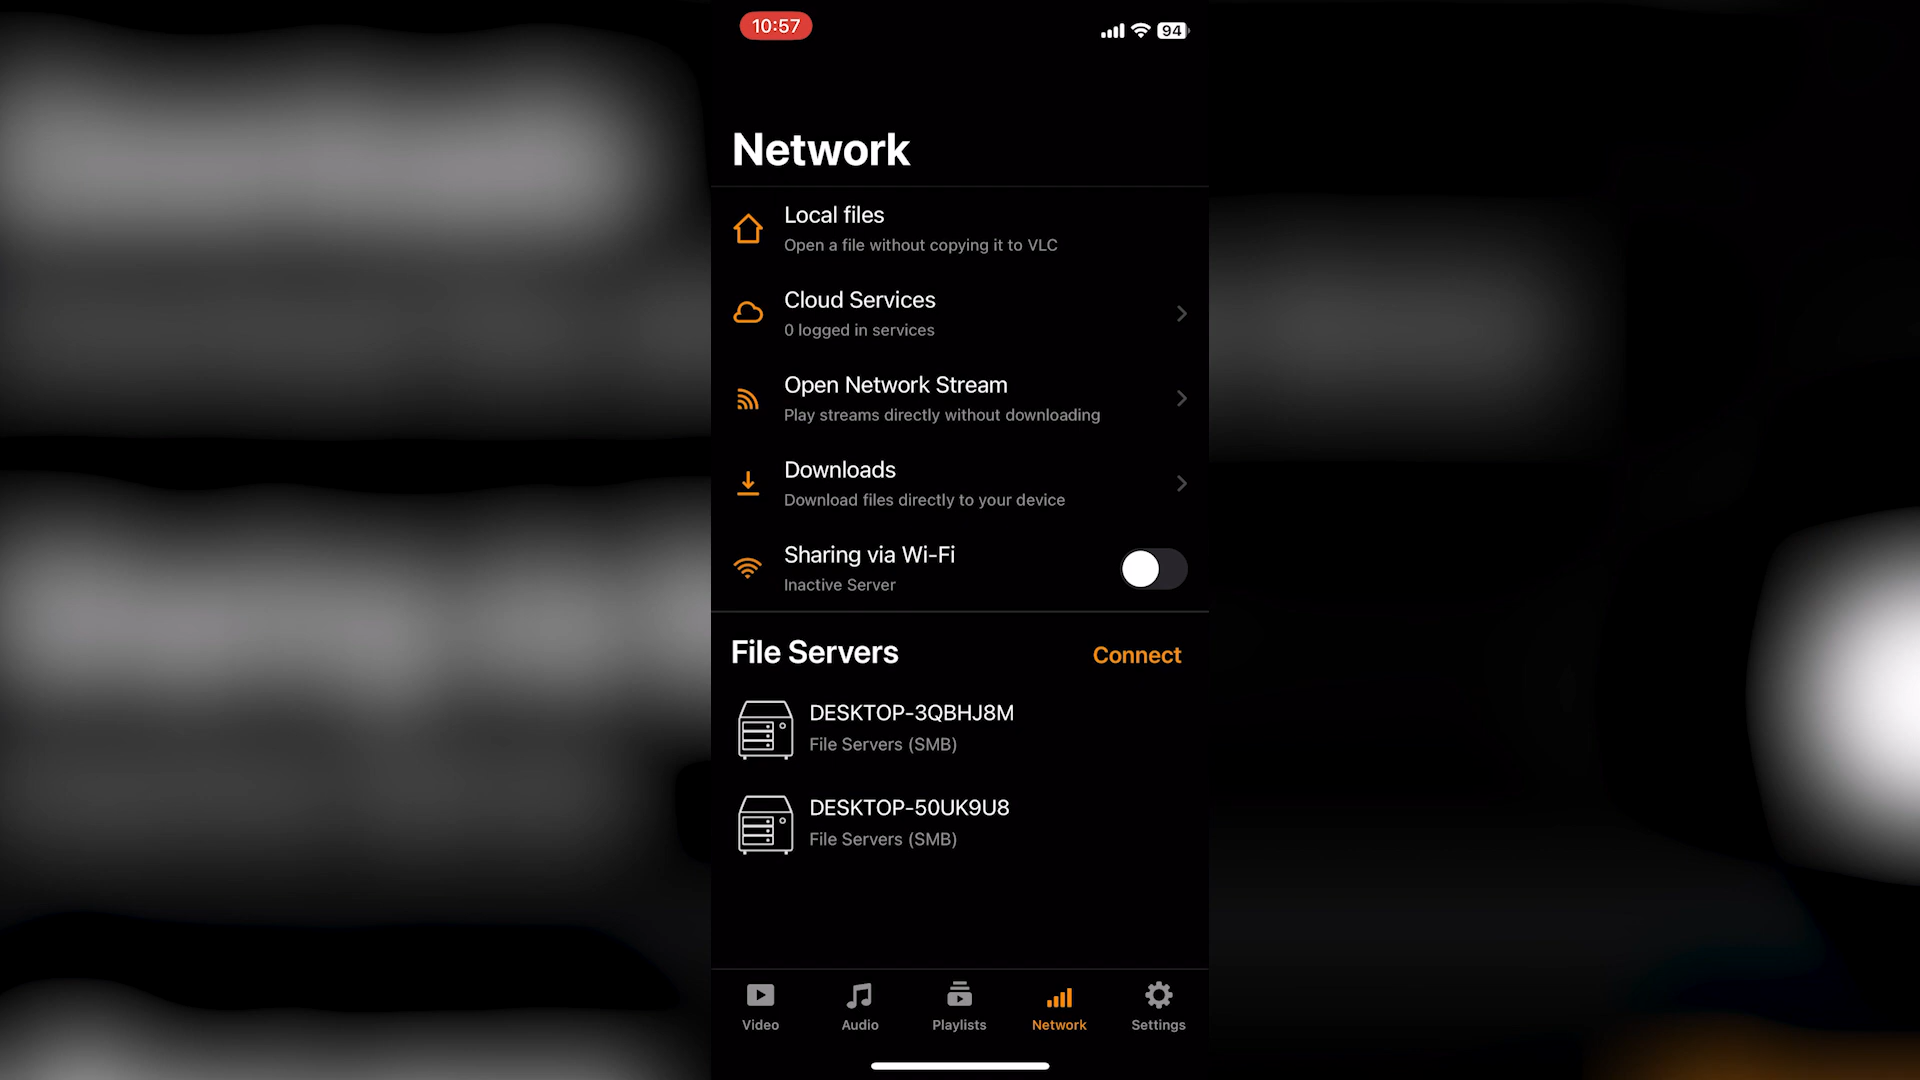 10:57
94
Network
Local files
Open a file without copying it to VLC
Cloud Services
0 logged in services
Open Network Stream
Play streams directly without downloading
Downloads
Download files directly to your device
Sharing via Wi-Fi
Inactive Server
File Servers
Connect
DESKTOP-3QBHJ8M
File Servers (SMB)
DESKTOP-50UK9U8
File Servers (SMB)
Video
Audio
Playlists
Network
Settings